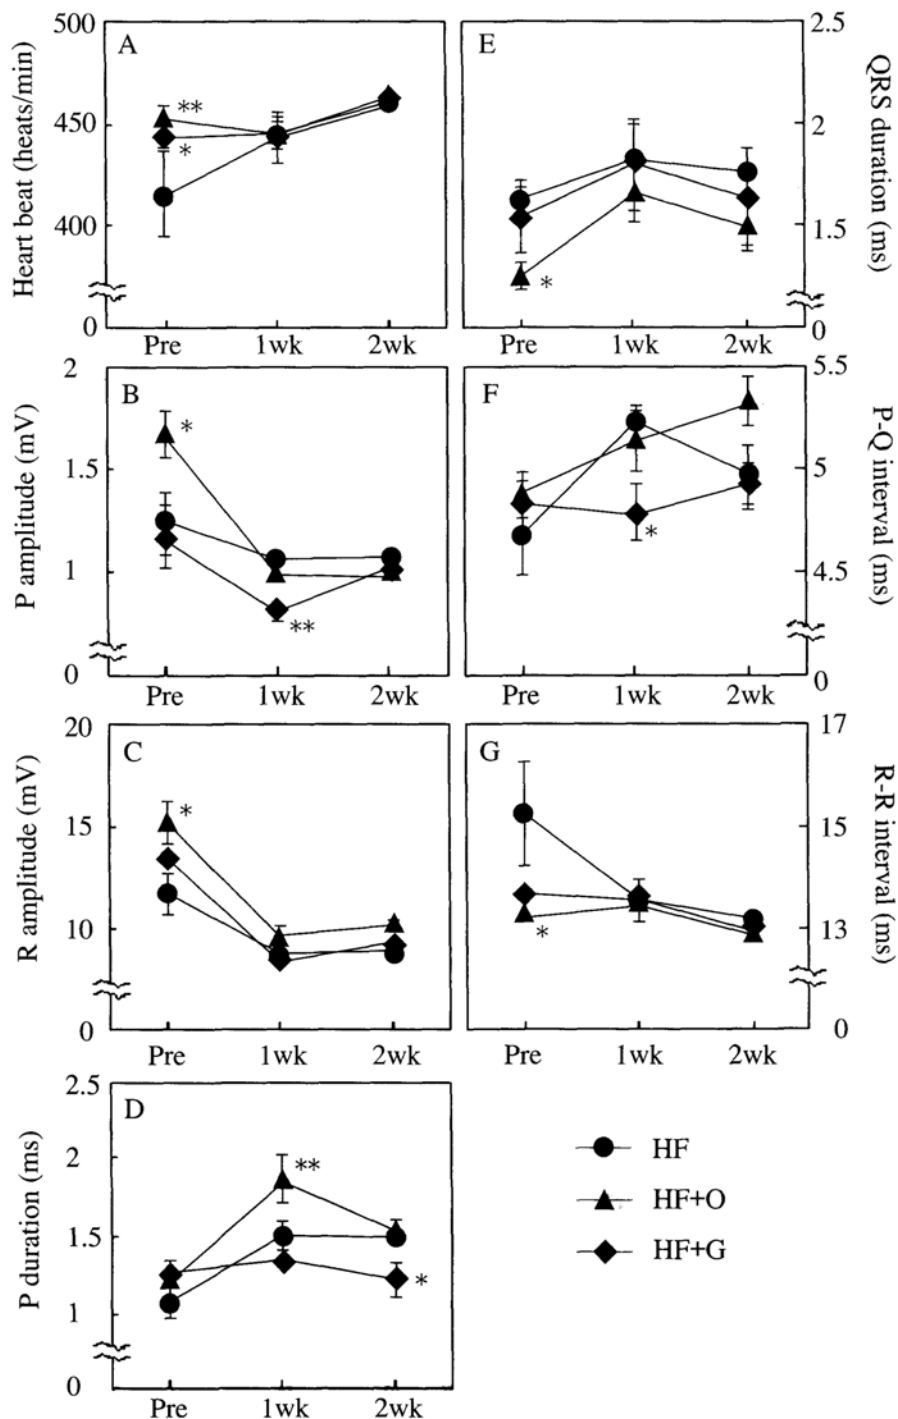 A
Heart beat (heats/min)
500
450
400
0
**
*
Pre 1wk 2wk
E
QRS duration (ms)
2.5
2
1.5
0
*
Pre 1wk 2wk
B
P amplitude (mV)
2
1.5
1
0
*
**
Pre 1wk 2wk
F
P-Q interval (ms)
5.5
5
4.5
0
*
Pre 1wk 2wk
C
R amplitude (mV)
20
15
10
0
*
Pre 1wk 2wk
G
R-R interval (ms)
17
15
13
0
*
Pre 1wk 2wk
D
P duration (ms)
2.5
2
1.5
1
0
**
*
Pre 1wk 2wk
HF
HF+O
HF+G